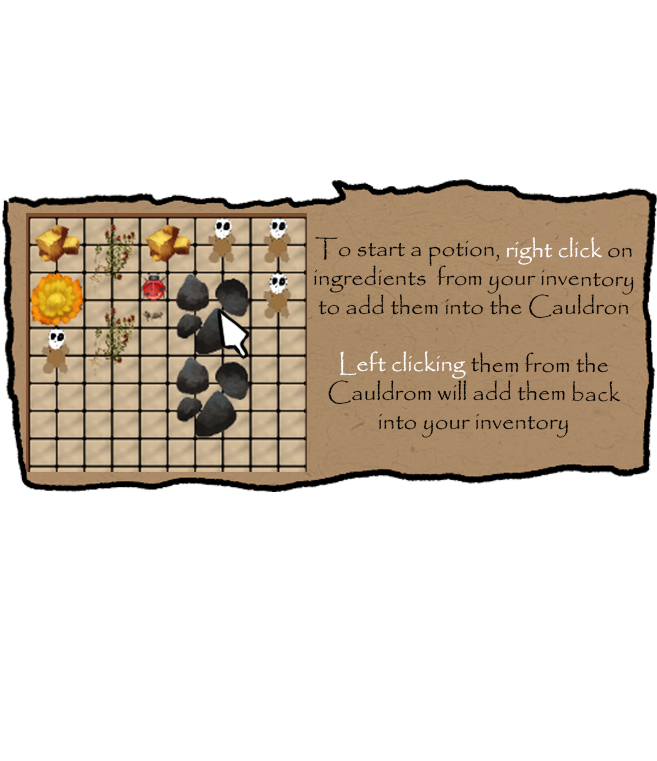 To start a potion, right click on
ingredients from your inventory
to add them into the Cauldron
Left clicking them from the
Cauldrom will add them back
into your inventory